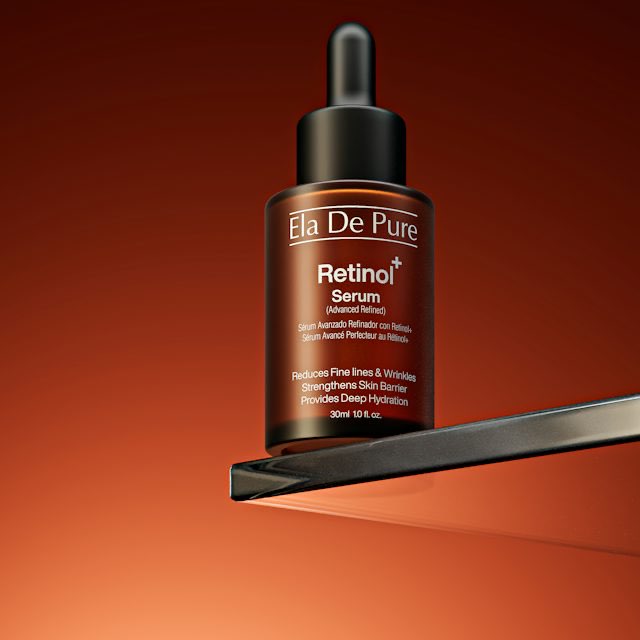 Ela De Pure
Retinol+
Serum
(Advanced Refined)
Sérum Avanzado Refinador con Retinol+
Sérum Avancé Perfecteur au Rétinol+
Reduces Fine lines & Wrinkles
Strengthens Skin Barrier
Provides Deep Hydration
30ml 1.0 fl. oz.